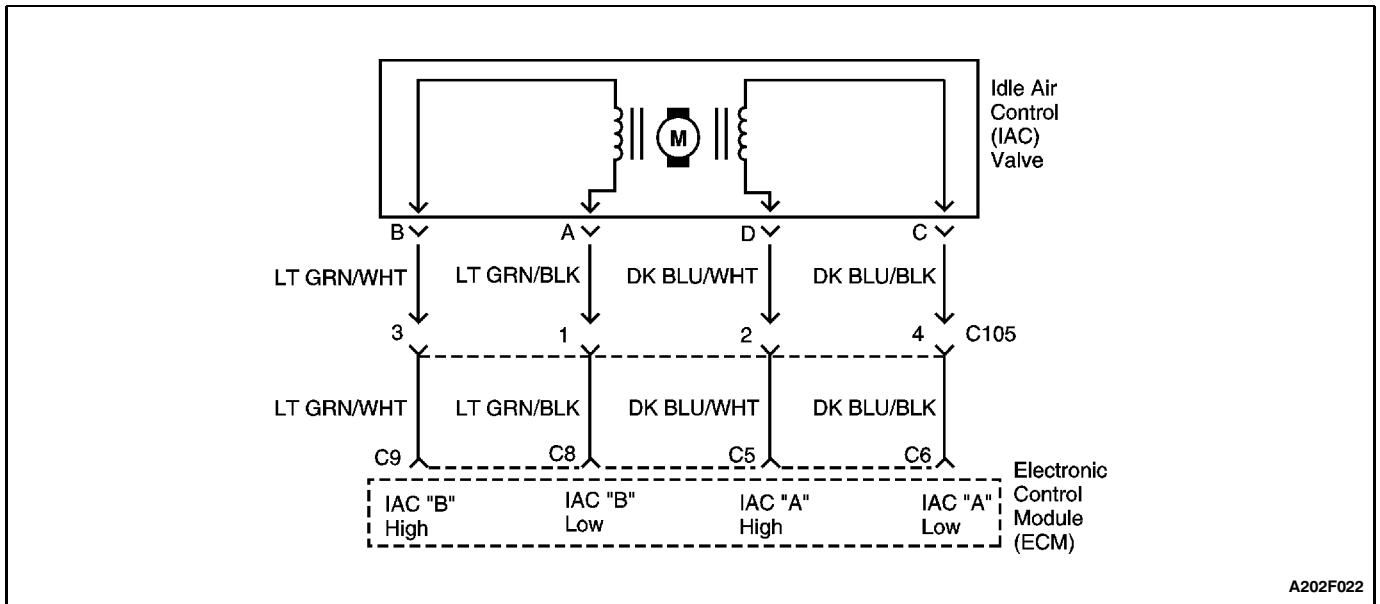 Idle Air
Control
(IAC)
Valve
M
B A D C
LT GRN/WHT LT GRN/BLK DK BLU/WHT DK BLU/BLK
3 1 2 4 C105
LT GRN/WHT LT GRN/BLK DK BLU/WHT DK BLU/BLK
C9 C8 C5 C6
IAC "B"
High
IAC "B"
Low
IAC "A"
High
IAC "A"
Low
Electronic
Control
Module
(ECM)
A202F022